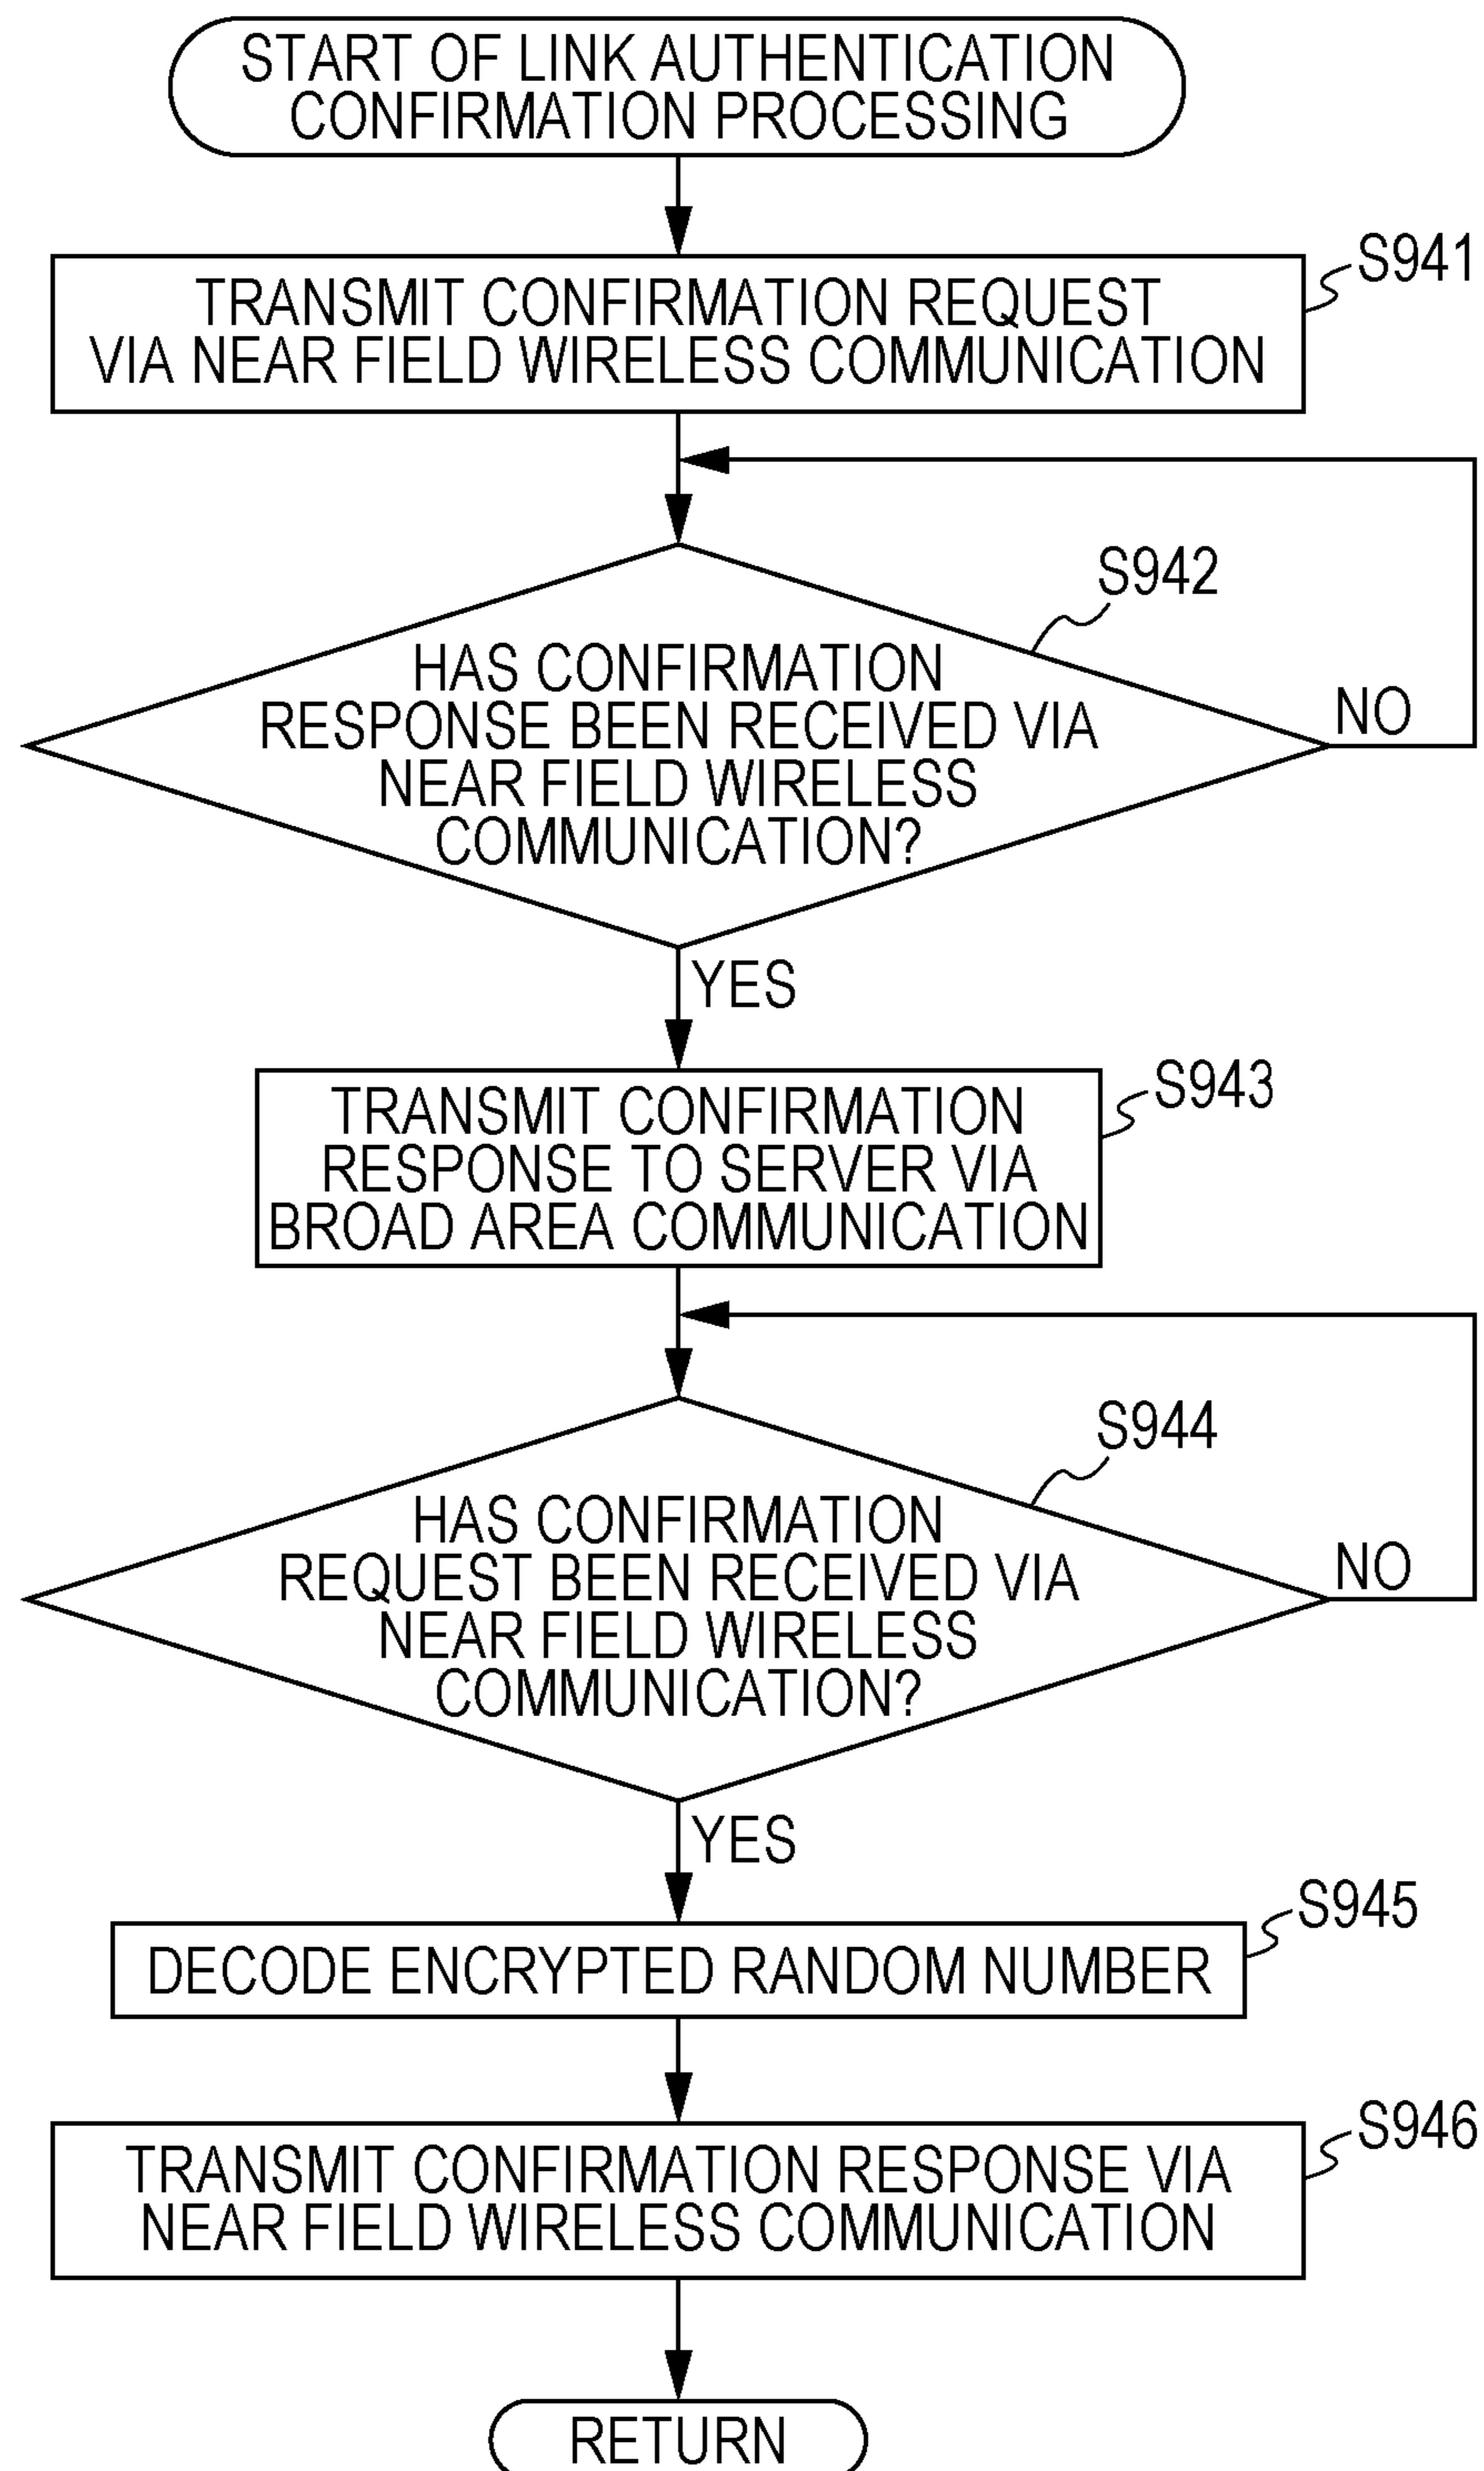 START OF LINK AUTHENTICATION
CONFIRMATION PROCESSING
S941
TRANSMIT CONFIRMATION REQUEST
VIA NEAR FIELD WIRELESS COMMUNICATION
S942
HAS CONFIRMATION
RESPONSE BEEN RECEIVED VIA
NEAR FIELD WIRELESS
COMMUNICATION?
NO
YES
S943
TRANSMIT CONFIRMATION
RESPONSE TO SERVER VIA
BROAD AREA COMMUNICATION
S944
HAS CONFIRMATION
REQUEST BEEN RECEIVED VIA
NEAR FIELD WIRELESS
COMMUNICATION?
NO
YES
S945
DECODE ENCRYPTED RANDOM NUMBER
S946
TRANSMIT CONFIRMATION RESPONSE VIA
NEAR FIELD WIRELESS COMMUNICATION
RETURN